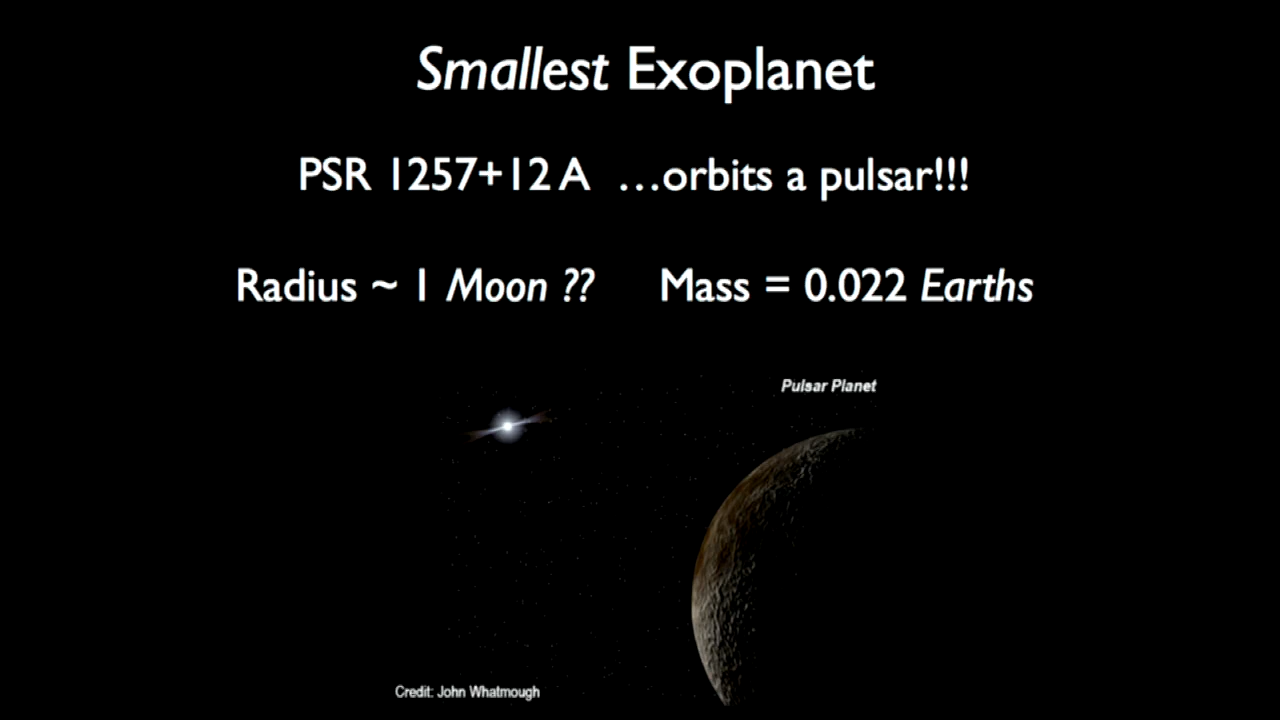 Smallest Exoplanet
PSR 1257+12 A …orbits a pulsar!!!
Radius ~ 1 Moon ?? Mass = 0.022 Earths
Pulsar Planet
Credit: John Whatmough